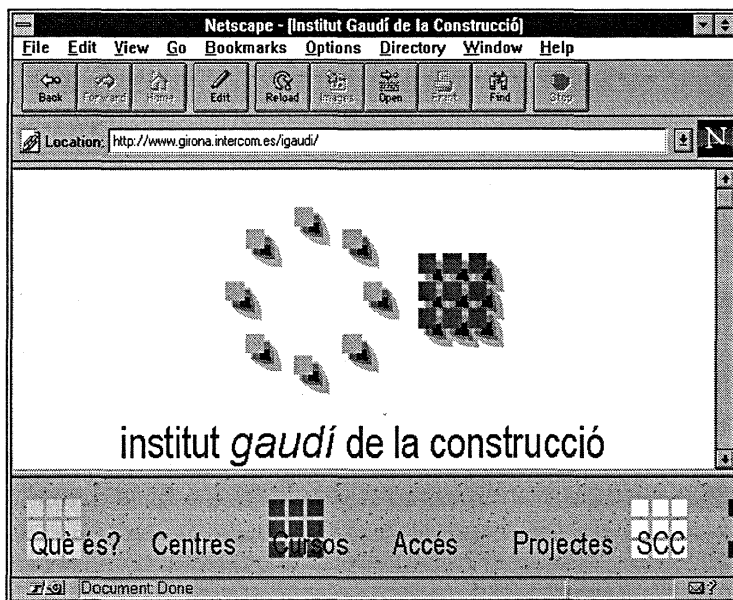 Netscape - [Institut Gaudí de la Construcció]
File Edit View Go Bookmarks Options Directory Window Help
Back Forward Home Edit Reload Images Open Print Find Stop
Location: http://www.girona.intercom.es/igaudi/ N
institut gaudí de la construcció
Què és? Centres Cursos Accés Projectes SCC
Document: Done ?